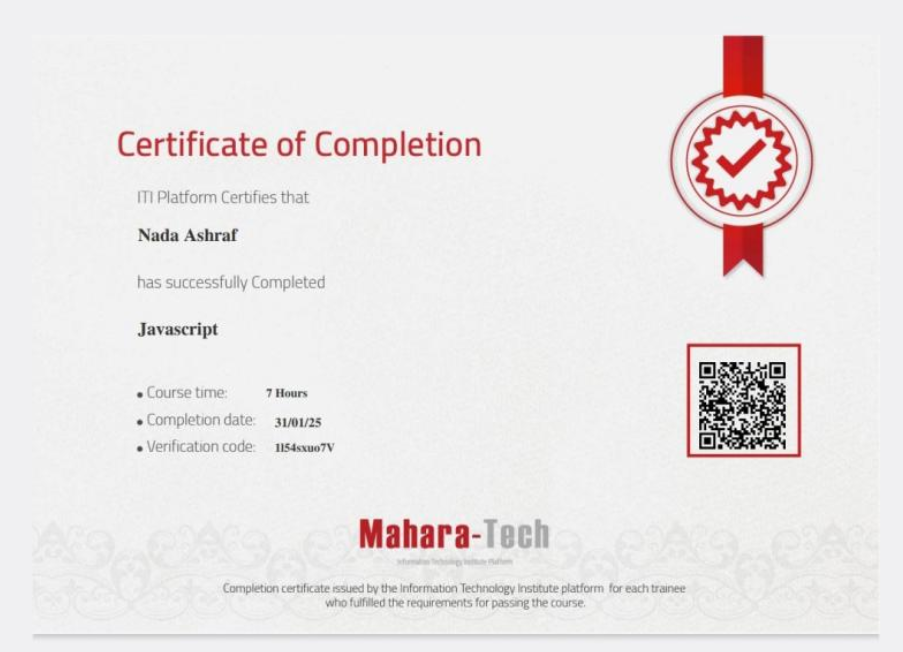 Certificate of Completion
ITI Platform Certifies that
Nada Ashraf
has successfully Completed
Javascript
• Course time: 7 Hours
• Completion date: 31/01/25
• Verification code: 1l54sxuo7V
Mahara-Tech
Information Technology Institute Platform
Completion certificate issued by the Information Technology Institute platform for each trainee
who fulfilled the requirements for passing the course.